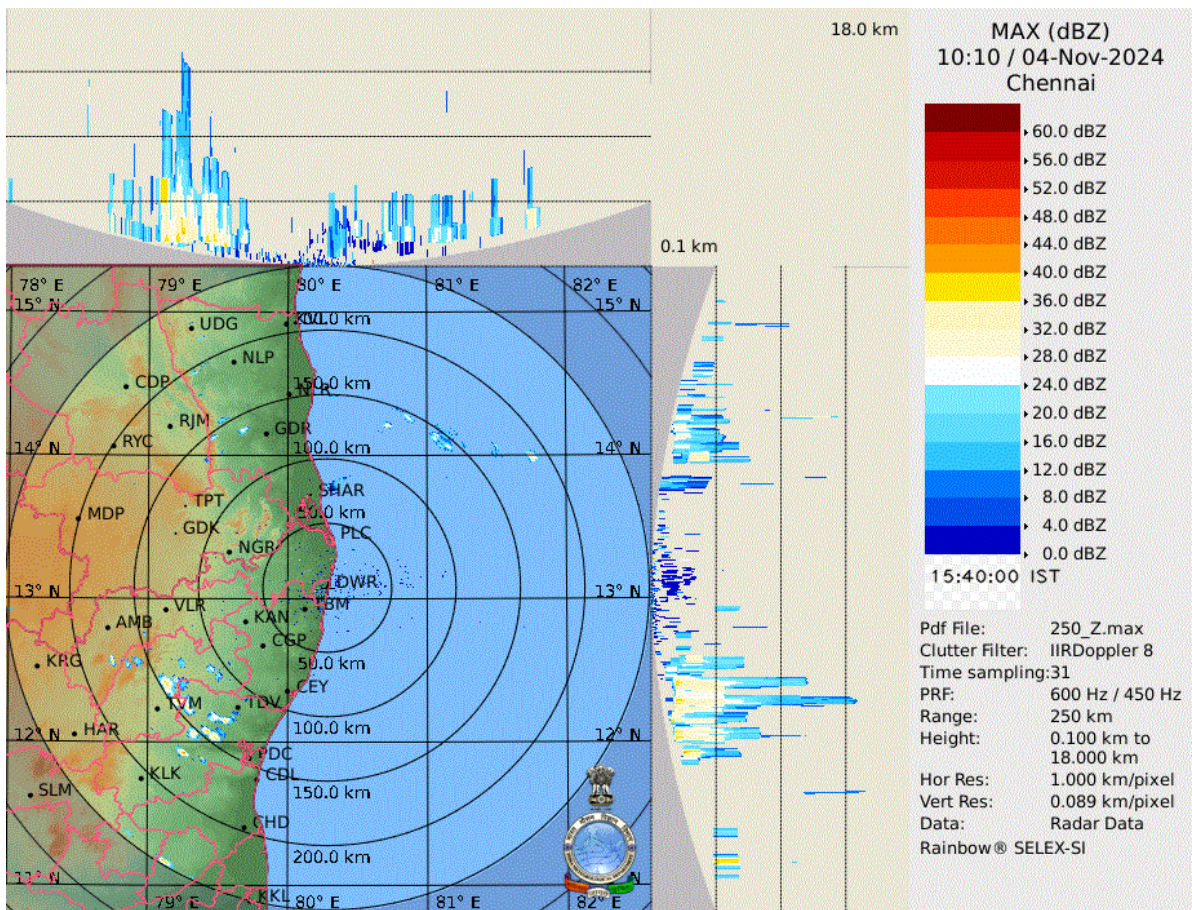 18.0 km
MAX (dBZ)
10:10 / 04-Nov-2024
Chennai
60.0 dBZ
56.0 dBZ
52.0 dBZ
48.0 dBZ
44.0 dBZ
40.0 dBZ
36.0 dBZ
32.0 dBZ
28.0 dBZ
24.0 dBZ
20.0 dBZ
16.0 dBZ
12.0 dBZ
8.0 dBZ
4.0 dBZ
0.0 dBZ
15:40:00 IST
Pdf File: 250_Z.max
Clutter Filter: IIRDoppler 8
Time sampling:31
PRF: 600 Hz / 450 Hz
Range: 250 km
Height: 0.100 km to
18.000 km
Hor Res: 1.000 km/pixel
Vert Res: 0.089 km/pixel
Data: Radar Data
Rainbow® SELEX-SI
0.1 km
78° E 79° E 80° E 81° E 82° E
15° N 15° N
UDG
NLP
150.0 km
CDP
RJM
GDR
RYC
100.0 km
14° N 14° N
SHAR
TPT
50.0 km
MDP
GDK
PLC
NGR
DWR
13° N 13° N
VLR
KAN
AMB
CGP
KRG
50.0 km
CEY
TVM
TDV
100.0 km
HAR
12° N 12° N
PDC
KLK
CDL
SLM
150.0 km
CHD
200.0 km
11° N 11° N
KKL
79° E 80° E 81° E 82° E